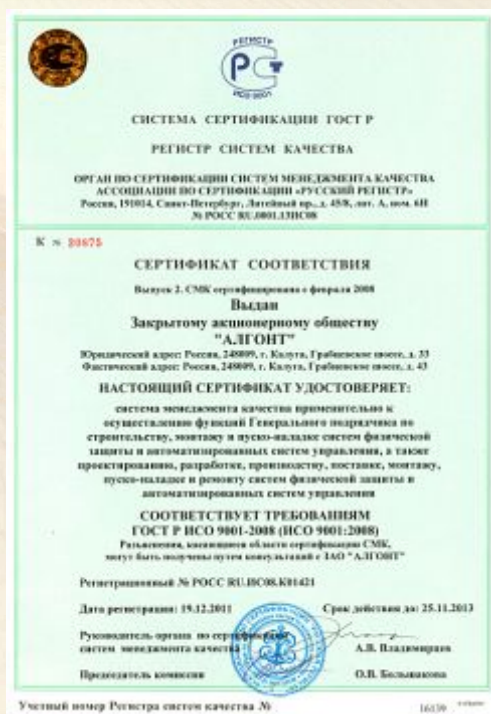 РЕГИСТР
РС
ИСО 9001
СИСТЕМА СЕРТИФИКАЦИИ ГОСТ Р
РЕГИСТР СИСТЕМ КАЧЕСТВА
ОРГАН ПО СЕРТИФИКАЦИИ СИСТЕМ МЕНЕДЖМЕНТА КАЧЕСТВА
АССОЦИАЦИИ ПО СЕРТИФИКАЦИИ «РУССКИЙ РЕГИСТР»
Россия, 191014, Санкт-Петербург, Литейный пр., д. 45/8, лит. А, пом. 6Н
№ РОСС RU.0001.13ИС08
К № 20675
СЕРТИФИКАТ СООТВЕТСТВИЯ
Выпуск 2. СМК сертифицирована с февраля 2008
Выдан
Закрытому акционерному обществу
"АЛГОНТ"
Юридический адрес: Россия, 248009, г. Калуга, Грабцевское шоссе, д. 33
Фактический адрес: Россия, 248009, г. Калуга, Грабцевское шоссе, д. 43
НАСТОЯЩИЙ СЕРТИФИКАТ УДОСТОВЕРЯЕТ:
система менеджмента качества применительно к
осуществлению функций Генерального подрядчика по
строительству, монтажу и пуско-наладке систем физической
защиты и автоматизированных систем управления, а также
проектированию, разработке, производству, поставке, монтажу,
пуско-наладке и ремонту систем физической защиты и
автоматизированных систем управления
СООТВЕТСТВУЕТ ТРЕБОВАНИЯМ
ГОСТ Р ИСО 9001-2008 (ИСО 9001:2008)
Разъяснения, касающиеся области сертификации СМК,
могут быть получены путем консультаций с ЗАО "АЛГОНТ"
Регистрационный № РОСС RU.ИС08.К01421
Дата регистрации: 19.12.2011 Срок действия до: 25.11.2013
Руководитель органа по сертификации
систем менеджмента качества А.В. Владимирцев
Председатель комиссии О.В. Большакова
Учетный номер Регистра систем качества № 16139